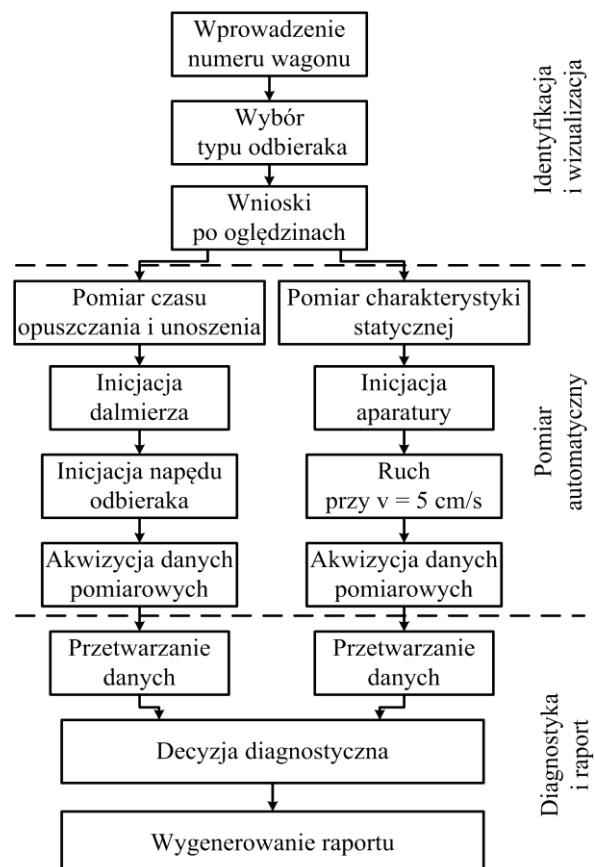 Wprowadzenie
numeru wagonu
Wybór
typu odbieraka
Wnioski
po oględzinach
Identyfikacja
i wizualizacja
Pomiar czasu
opuszczania i unoszenia
Pomiar charakterystyki
statycznej
Inicjacja
dalmierza
Inicjacja
aparatury
Inicjacja napędu
odbieraka
Ruch
przy v = 5 cm/s
Akwizycja danych
pomiarowych
Akwizycja danych
pomiarowych
Pomiar
automatyczny
Przetwarzanie
danych
Przetwarzanie
danych
Decyzja diagnostyczna
Wygenerowanie raportu
Diagnostyka
i raport